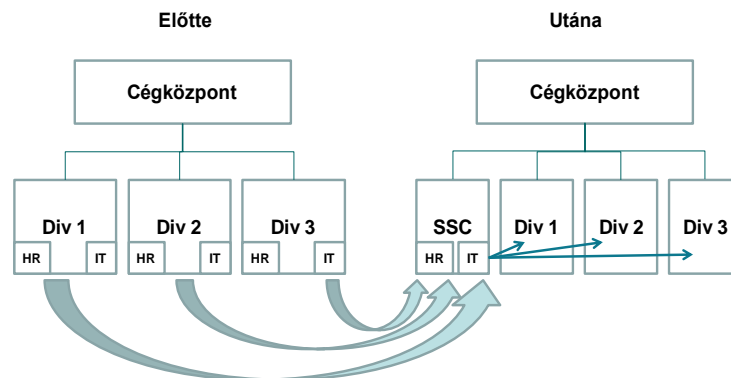 Előtte
Utána
Cégközpont
Cégközpont
Div 1
Div 2
Div 3
SSC
Div 1
Div 2
Div 3
HR
IT
HR
IT
HR
IT
HR
IT